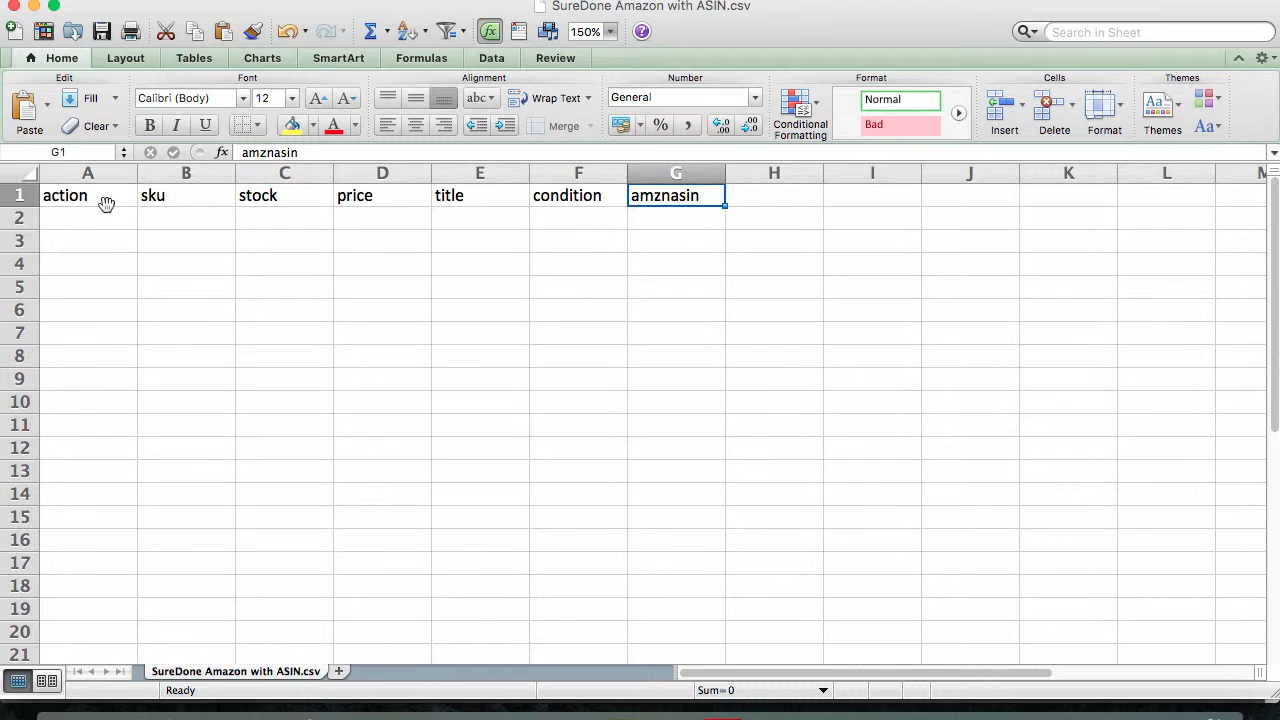 SureDone Amazon with ASIN.csv
150%
Search in Sheet
Home Layout Tables Charts SmartArt Formulas Data Review
Edit Font Alignment Number Format Cells Themes
Fill Calibri (Body) 12 A A abc Wrap Text General Normal
Paste Clear B I U A Merge % Conditional Formatting Bad Insert Delete Format Themes Aa
G1 fx amznasin
A B C D E F G H I J K L M
1 action sku stock price title condition amznasin
2
3
4
5
6
7
8
9
10
11
12
13
14
15
16
17
18
19
20
21
SureDone Amazon with ASIN.csv
Ready Sum=0